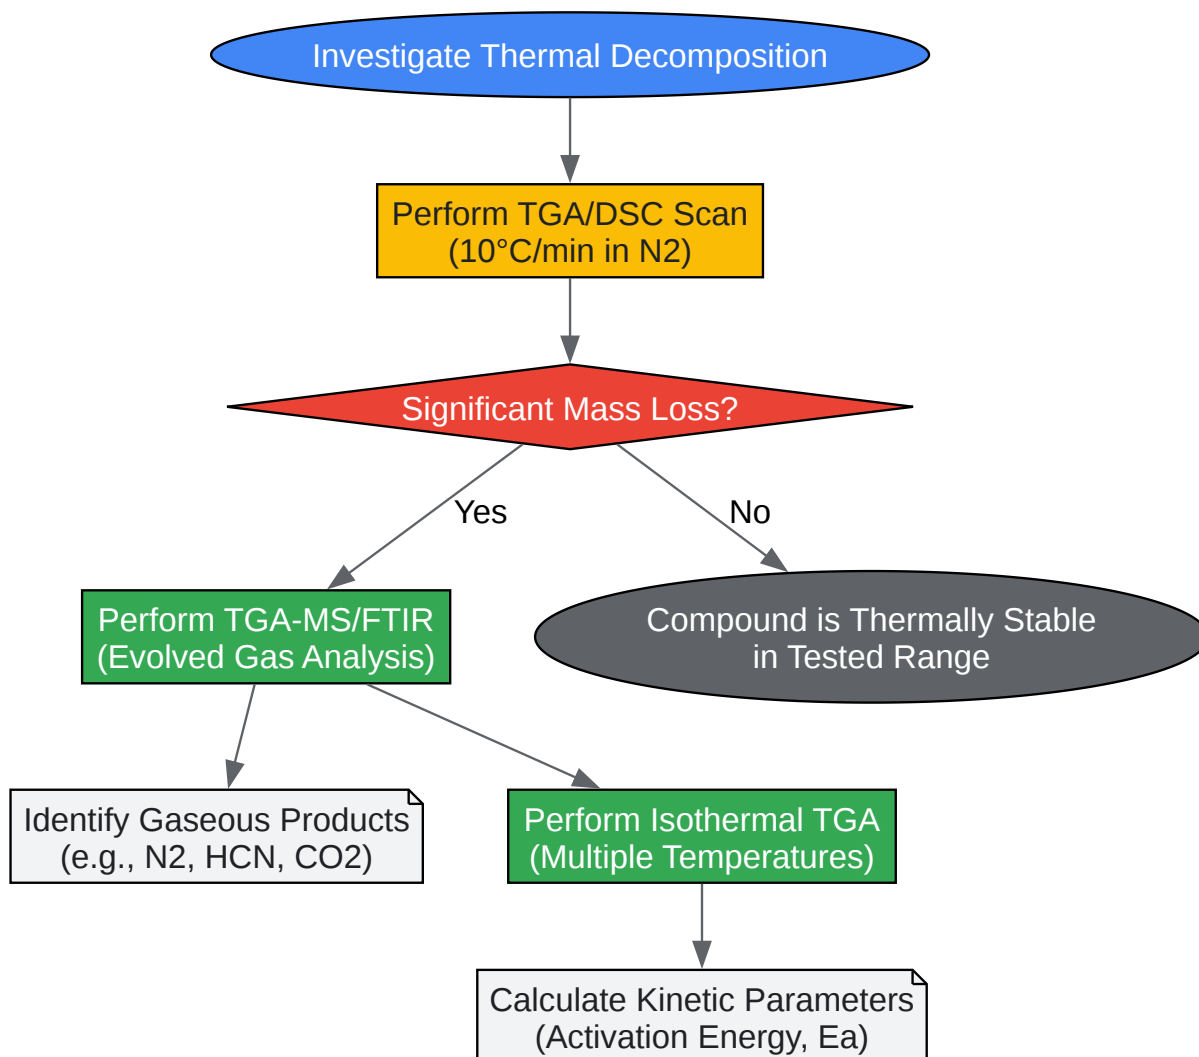 Investigate Thermal Decomposition
Perform TGA/DSC Scan
(10°C/min in N2)
Significant Mass Loss?
Yes
No
Perform TGA-MS/FTIR
(Evolved Gas Analysis)
Compound is Thermally Stable
in Tested Range
Identify Gaseous Products
(e.g., N2, HCN, CO2)
Perform Isothermal TGA
(Multiple Temperatures)
Calculate Kinetic Parameters
(Activation Energy, Ea)